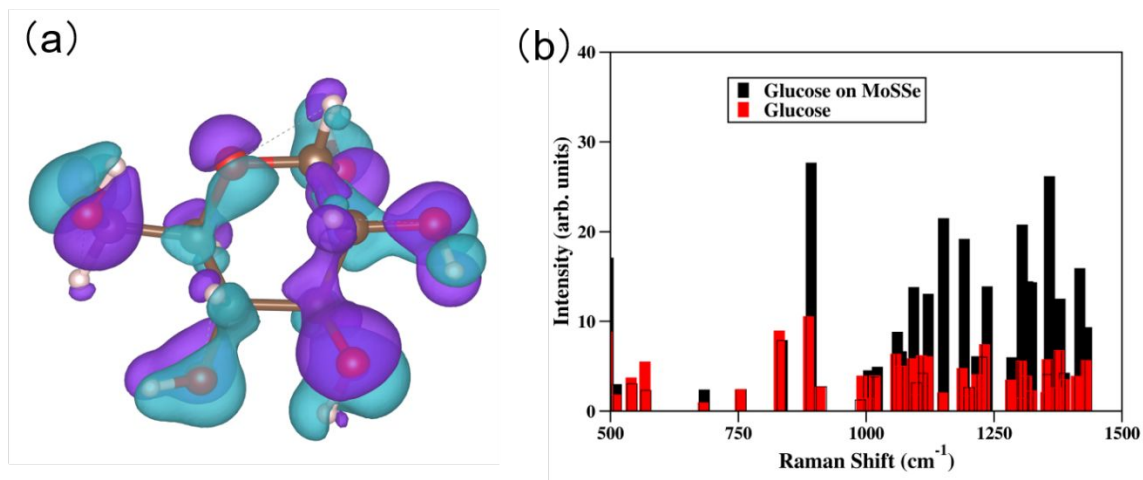 (a)
(b)
40
30
20
10
0
Intensity (arb. units)
Glucose on MoSSe
Glucose
500
750
1000
1250
1500
Raman Shift (cm⁻¹)